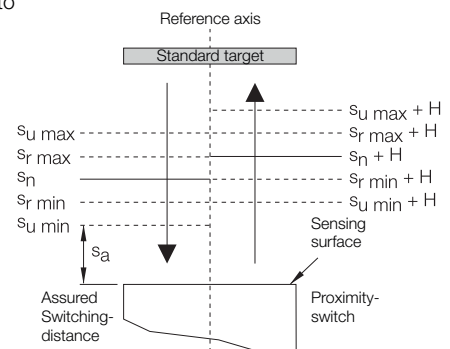 Reference axis
Standard target
su max + H
su max
sr max + H
sr max
sn + H
sn
sr min + H
sr min
su min + H
su min
Sensing
surface
sa
Assured
Switching-
distance
Proximity-
switch